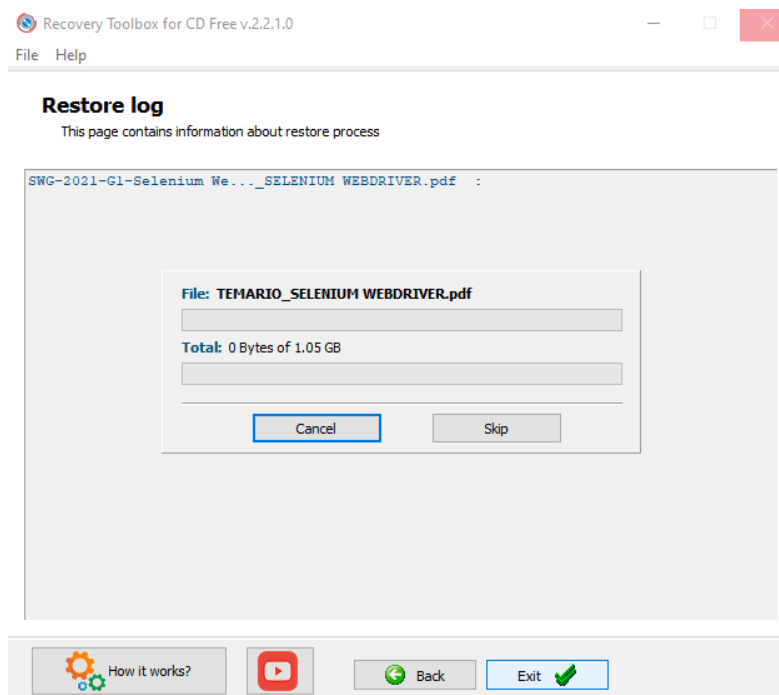 Recovery Toolbox for CD Free v.2.2.1.0
File Help
Restore log
This page contains information about restore process
SWG-2021-G1-Selenium We..._SELENIUM WEBDRIVER.pdf :
File: TEMARIO_SELENIUM WEBDRIVER.pdf
Total: 0 Bytes of 1.05 GB
Cancel Skip
How it works? Back Exit